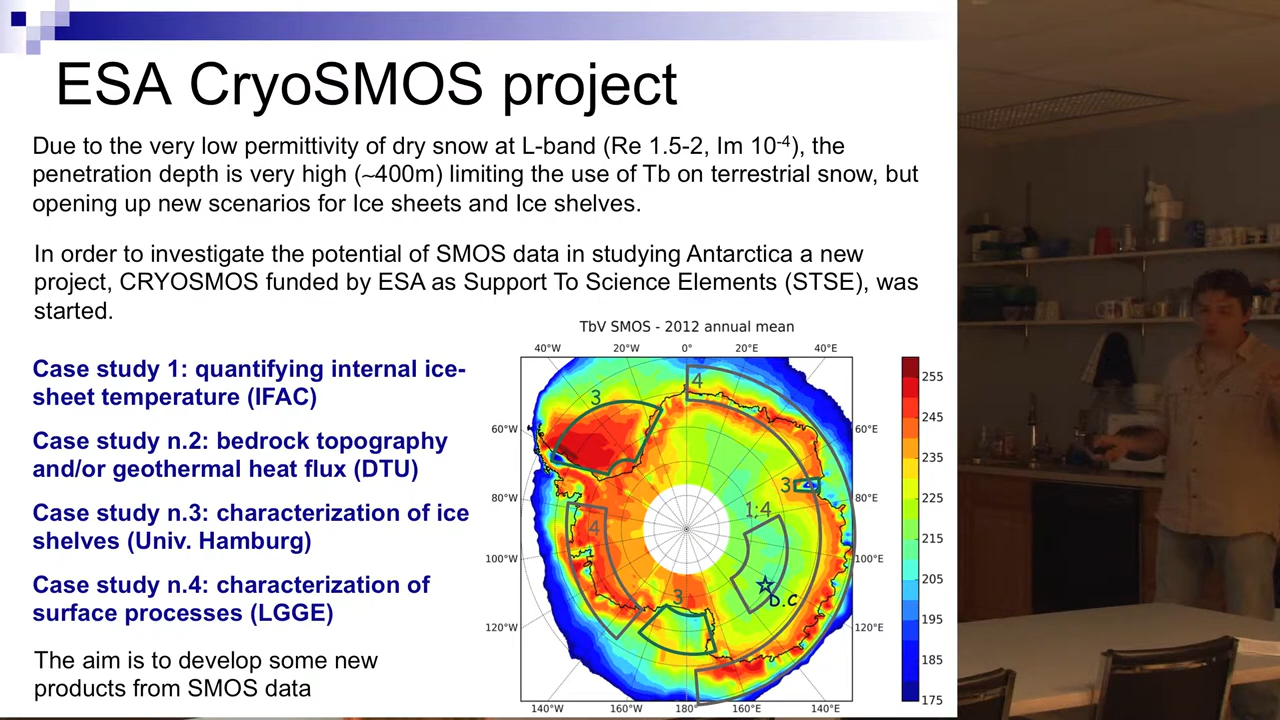 ESA CryoSMOS project
Due to the very low permittivity of dry snow at L-band (Re 1.5-2, Im 10-4), the
penetration depth is very high (~400m) limiting the use of Tb on terrestrial snow, but
opening up new scenarios for Ice sheets and Ice shelves.
In order to investigate the potential of SMOS data in studying Antarctica a new
project, CRYOSMOS funded by ESA as Support To Science Elements (STSE), was
started.
Case study 1: quantifying internal ice-
sheet temperature (IFAC)
Case study n.2: bedrock topography
and/or geothermal heat flux (DTU)
Case study n.3: characterization of ice
shelves (Univ. Hamburg)
Case study n.4: characterization of
surface processes (LGGE)
The aim is to develop some new
products from SMOS data
TbV SMOS - 2012 annual mean
40°W 20°W 0° 20°E 40°E
4
3
60°W 60°E
3
80°W 80°E
1;4
4
100°W 100°E
D.C
3
120°W 120°E
140°W 160°W 180° 160°E 140°E
255
245
235
225
215
205
195
185
175